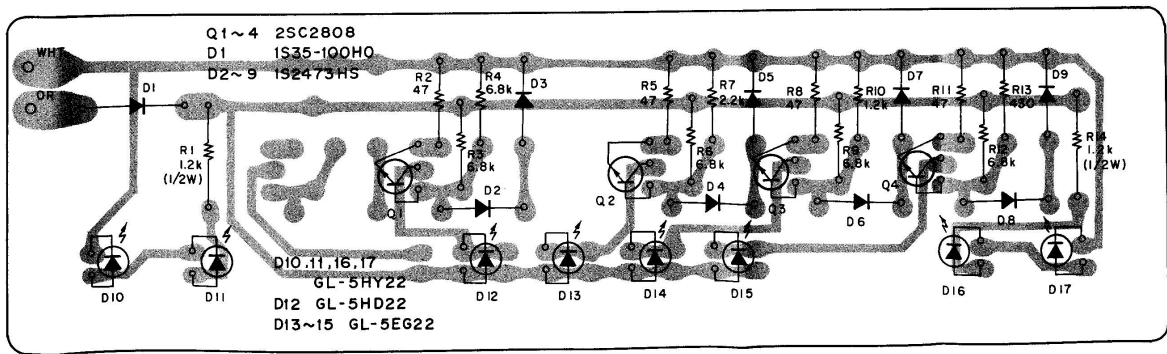 Q1~4 2SC2808
D1 1S35-100HO
D2~9 1S2473HS
WHT
OR
D1
R1
1.2k
(1/2W)
R2
47
R4
6.8k
D3
R3
6.8k
D2
Q1
R5
47
R7
2.2k
D5
R6
6.8k
D4
Q2
Q3
R8
47
R10
1.2k
D7
R9
6.8k
D6
Q4
R11
47
R13
430
D9
R12
6.8k
D8
R14
1.2k
(1/2W)
D10
D11
D10.11,16,17
GL-5HY22
D12 GL-5HD22
D13~15 GL-5EG22
D12
D13
D14
D15
D16
D17